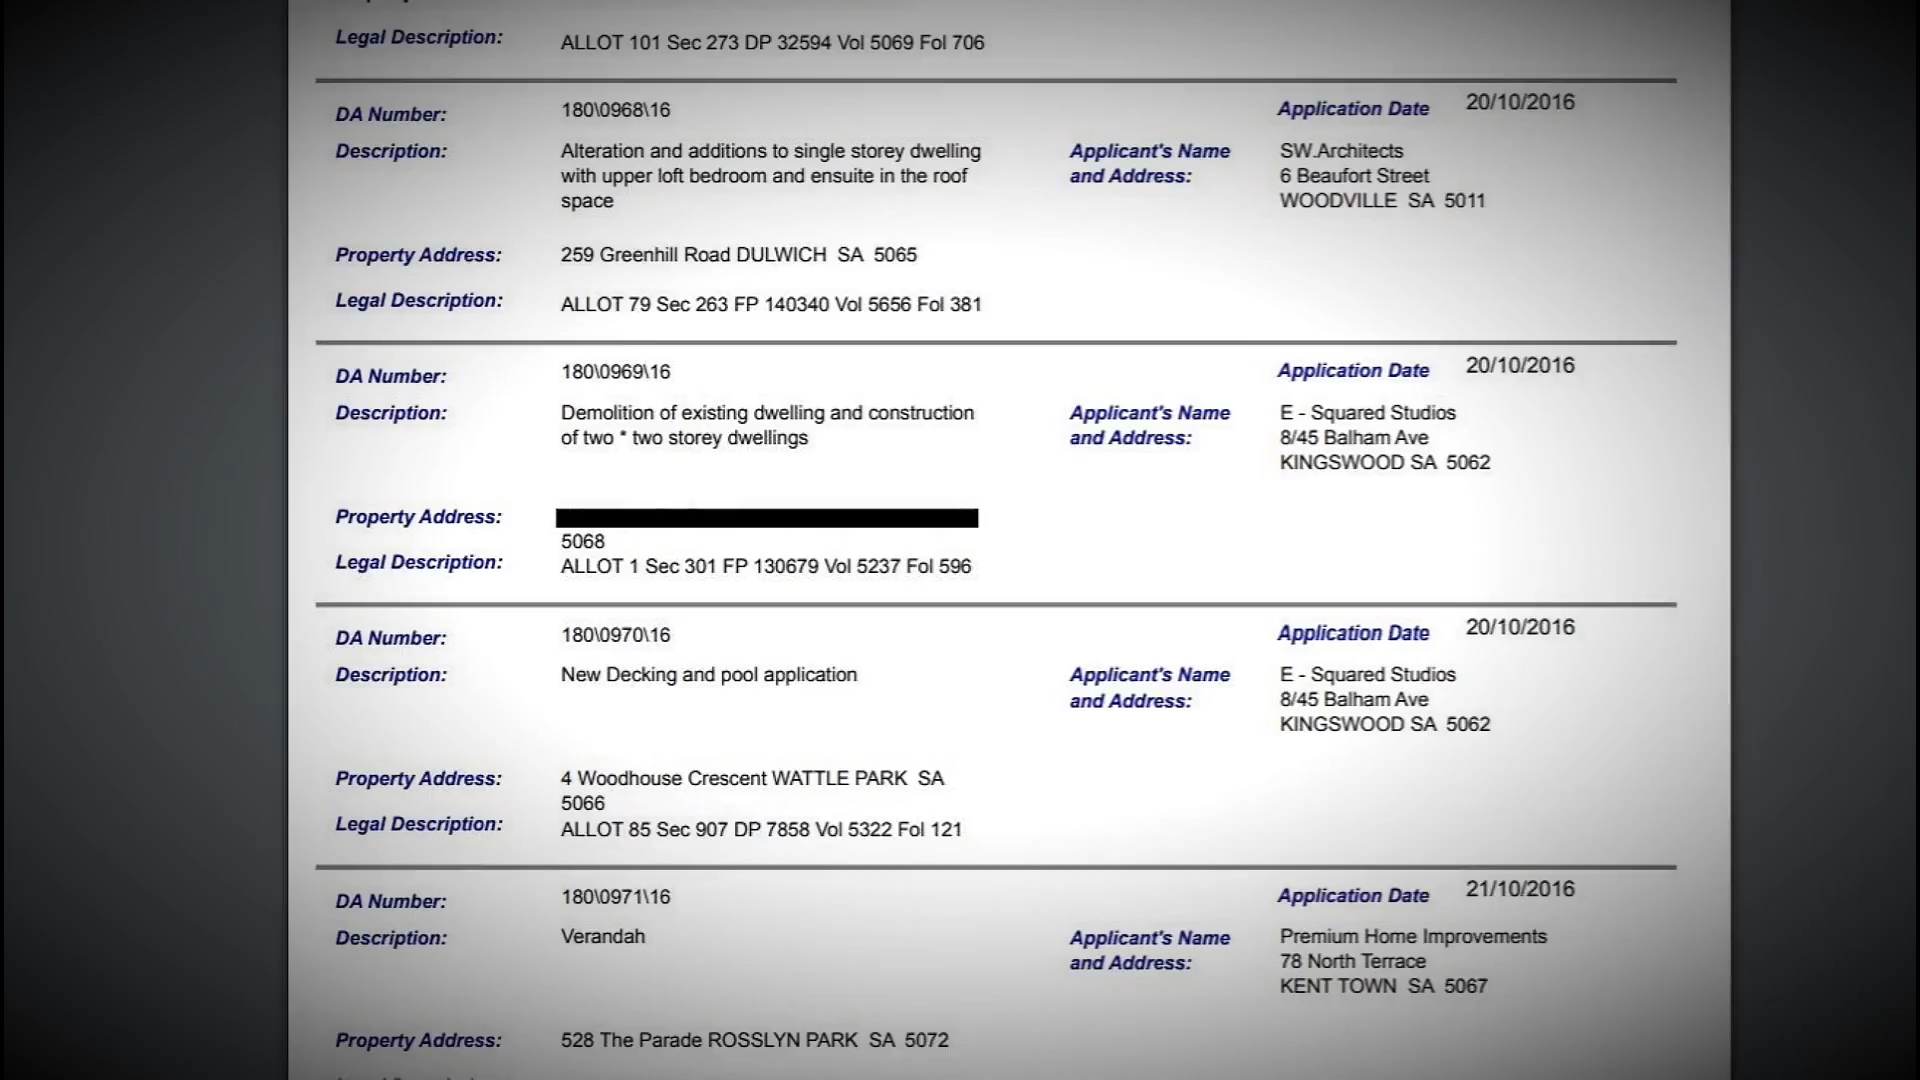 Legal Description: ALLOT 101 Sec 273 DP 32594 Vol 5069 Fol 706
DA Number: 180\0968\16 Application Date 20/10/2016
Description: Alteration and additions to single storey dwelling Applicant's Name SW.Architects
with upper loft bedroom and ensuite in the roof and Address: 6 Beaufort Street
space WOODVILLE SA 5011
Property Address: 259 Greenhill Road DULWICH SA 5065
Legal Description: ALLOT 79 Sec 263 FP 140340 Vol 5656 Fol 381
DA Number: 180\0969\16 Application Date 20/10/2016
Description: Demolition of existing dwelling and construction Applicant's Name E - Squared Studios
of two * two storey dwellings and Address: 8/45 Balham Ave
KINGSWOOD SA 5062
Property Address:
5068
Legal Description: ALLOT 1 Sec 301 FP 130679 Vol 5237 Fol 596
DA Number: 180\0970\16 Application Date 20/10/2016
Description: New Decking and pool application Applicant's Name E - Squared Studios
and Address: 8/45 Balham Ave
KINGSWOOD SA 5062
Property Address: 4 Woodhouse Crescent WATTLE PARK SA
5066
Legal Description: ALLOT 85 Sec 907 DP 7858 Vol 5322 Fol 121
DA Number: 180\0971\16 Application Date 21/10/2016
Description: Verandah Applicant's Name Premium Home Improvements
and Address: 78 North Terrace
KENT TOWN SA 5067
Property Address: 528 The Parade ROSSLYN PARK SA 5072